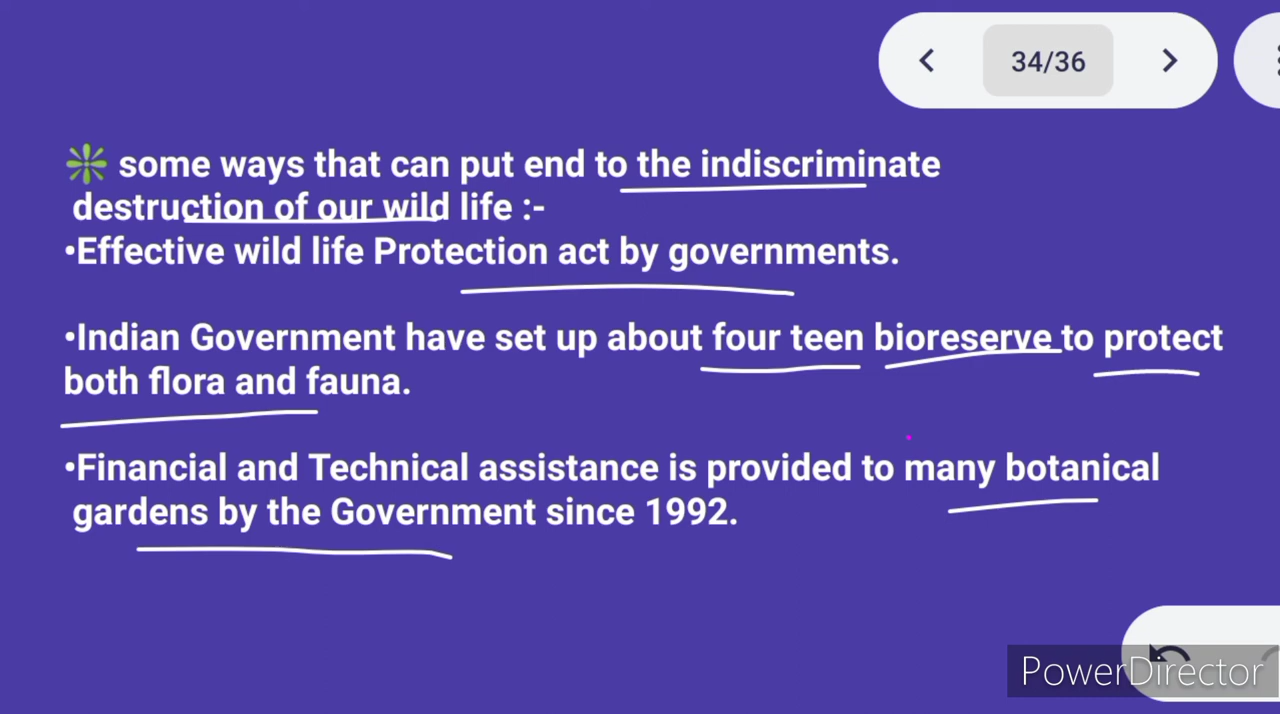 34/36
some ways that can put end to the indiscriminate
destruction of our wild life :-
•Effective wild life Protection act by governments.
•Indian Government have set up about four teen bioreserve to protect
both flora and fauna.
•Financial and Technical assistance is provided to many botanical
gardens by the Government since 1992.
PowerDirector